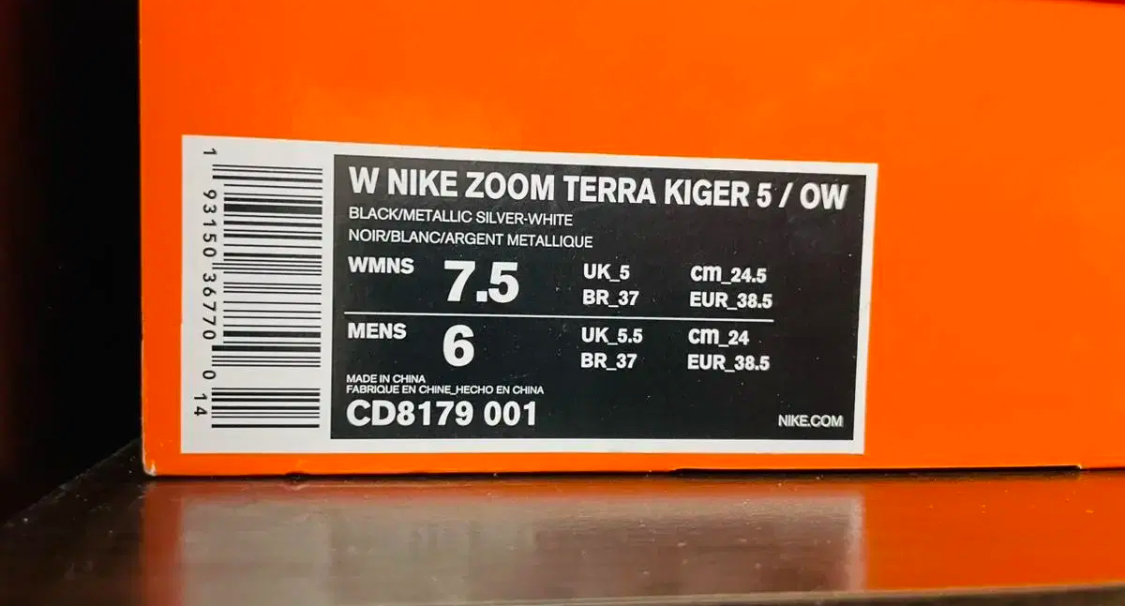 W NIKE ZOOM TERRA KIGER 5 / OW
BLACK/METALLIC SILVER-WHITE
NOIR/BLANC/ARGENT METALLIQUE
WMNS 7.5 UK_5 cm_24.5
BR_37 EUR_38.5
MENS 6 UK_5.5 cm_24
BR_37 EUR_38.5
MADE IN CHINA
FABRIQUE EN CHINE_HECHO EN CHINA
CD8179 001
NIKE.COM
1 93150 36770 0 14